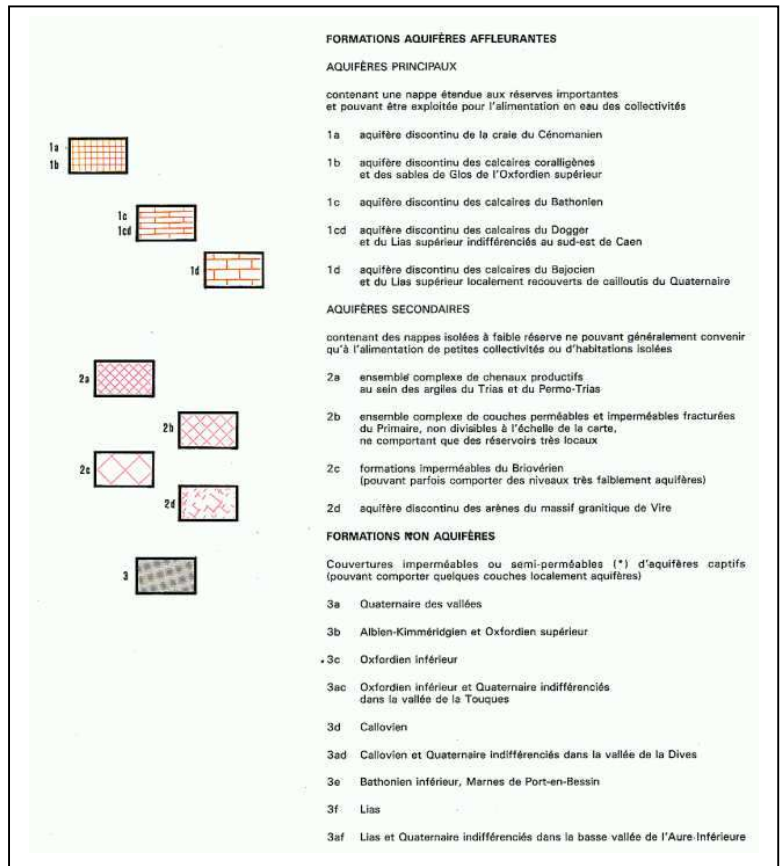 FORMATIONS AQUIFÈRES AFFLEURANTES
AQUIFÈRES PRINCIPAUX
contenant une nappe étendue aux réserves importantes
et pouvant être exploitée pour l'alimentation en eau des collectivités
1a
1b
1a aquifère discontinu de la craie du Cénomanien
1b aquifère discontinu des calcaires coralligènes
et des sables de Glos de l'Oxfordien supérieur
1c
1cd
1c aquifère discontinu des calcaires du Bathonien
1cd aquifère discontinu des calcaires du Dogger
et du Lias supérieur indifférenciés au sud-est de Caen
1d
1d aquifère discontinu des calcaires du Bajocien
et du Lias supérieur localement recouverts de cailloutis du Quaternaire
AQUIFÈRES SECONDAIRES
contenant des nappes isolées à faible réserve ne pouvant généralement convenir
qu'à l'alimentation de petites collectivités ou d'habitations isolées
2a
2a ensemble complexe de chenaux productifs
au sein des argiles du Trias et du Permo-Trias
2b
2b ensemble complexe de couches perméables et imperméables fracturées
du Primaire, non divisibles à l'échelle de la carte,
ne comportant que des réservoirs très locaux
2c
2c formations imperméables du Briovérien
(pouvant parfois comporter des niveaux très faiblement aquifères)
2d
2d aquifère discontinu des arènes du massif granitique de Vire
FORMATIONS NON AQUIFÈRES
3
Couvertures imperméables ou semi-perméables (*) d'aquifères captifs
(pouvant comporter quelques couches localement aquifères)
3a Quaternaire des vallées
3b Albien-Kimméridgien et Oxfordien supérieur
3c Oxfordien inférieur
3ac Oxfordien inférieur et Quaternaire indifférenciés
dans la vallée de la Touques
3d Callovien
3ad Callovien et Quaternaire indifférenciés dans la vallée de la Dives
3e Bathonien inférieur, Marnes de Port-en-Bessin
3f Lias
3af Lias et Quaternaire indifférenciés dans la basse vallée de l'Aure Inférieure